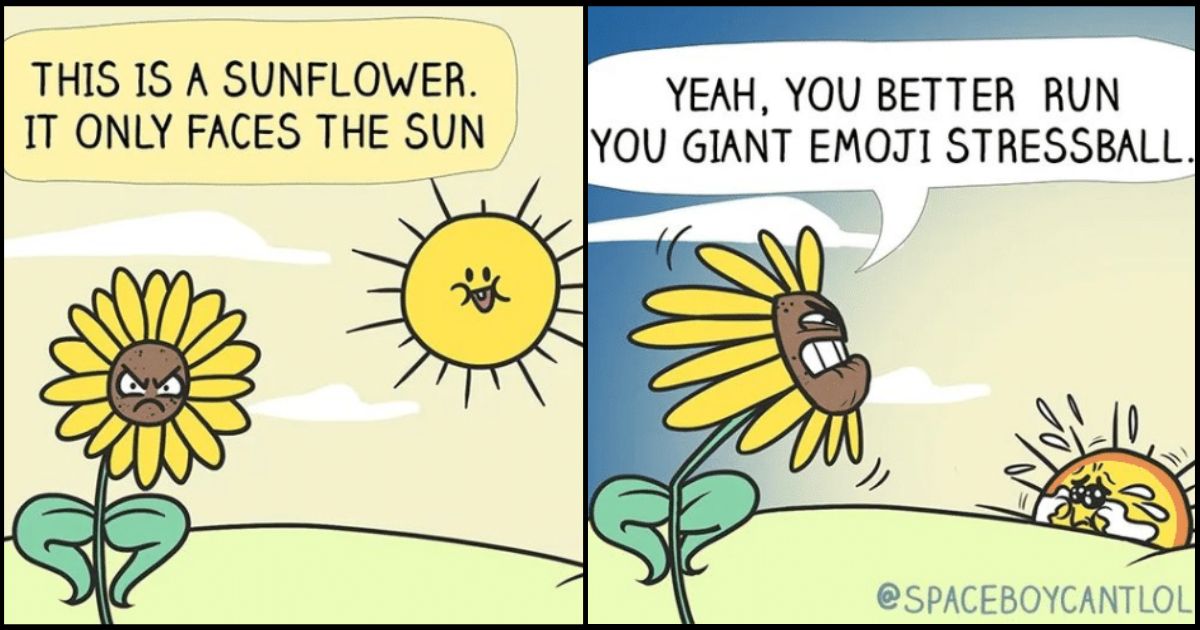 THIS IS A SUNFLOWER.
IT ONLY FACES THE SUN
YEAH, YOU BETTER RUN
YOU GIANT EMOJI STRESSBALL.
@SPACEBOYCANTLOL